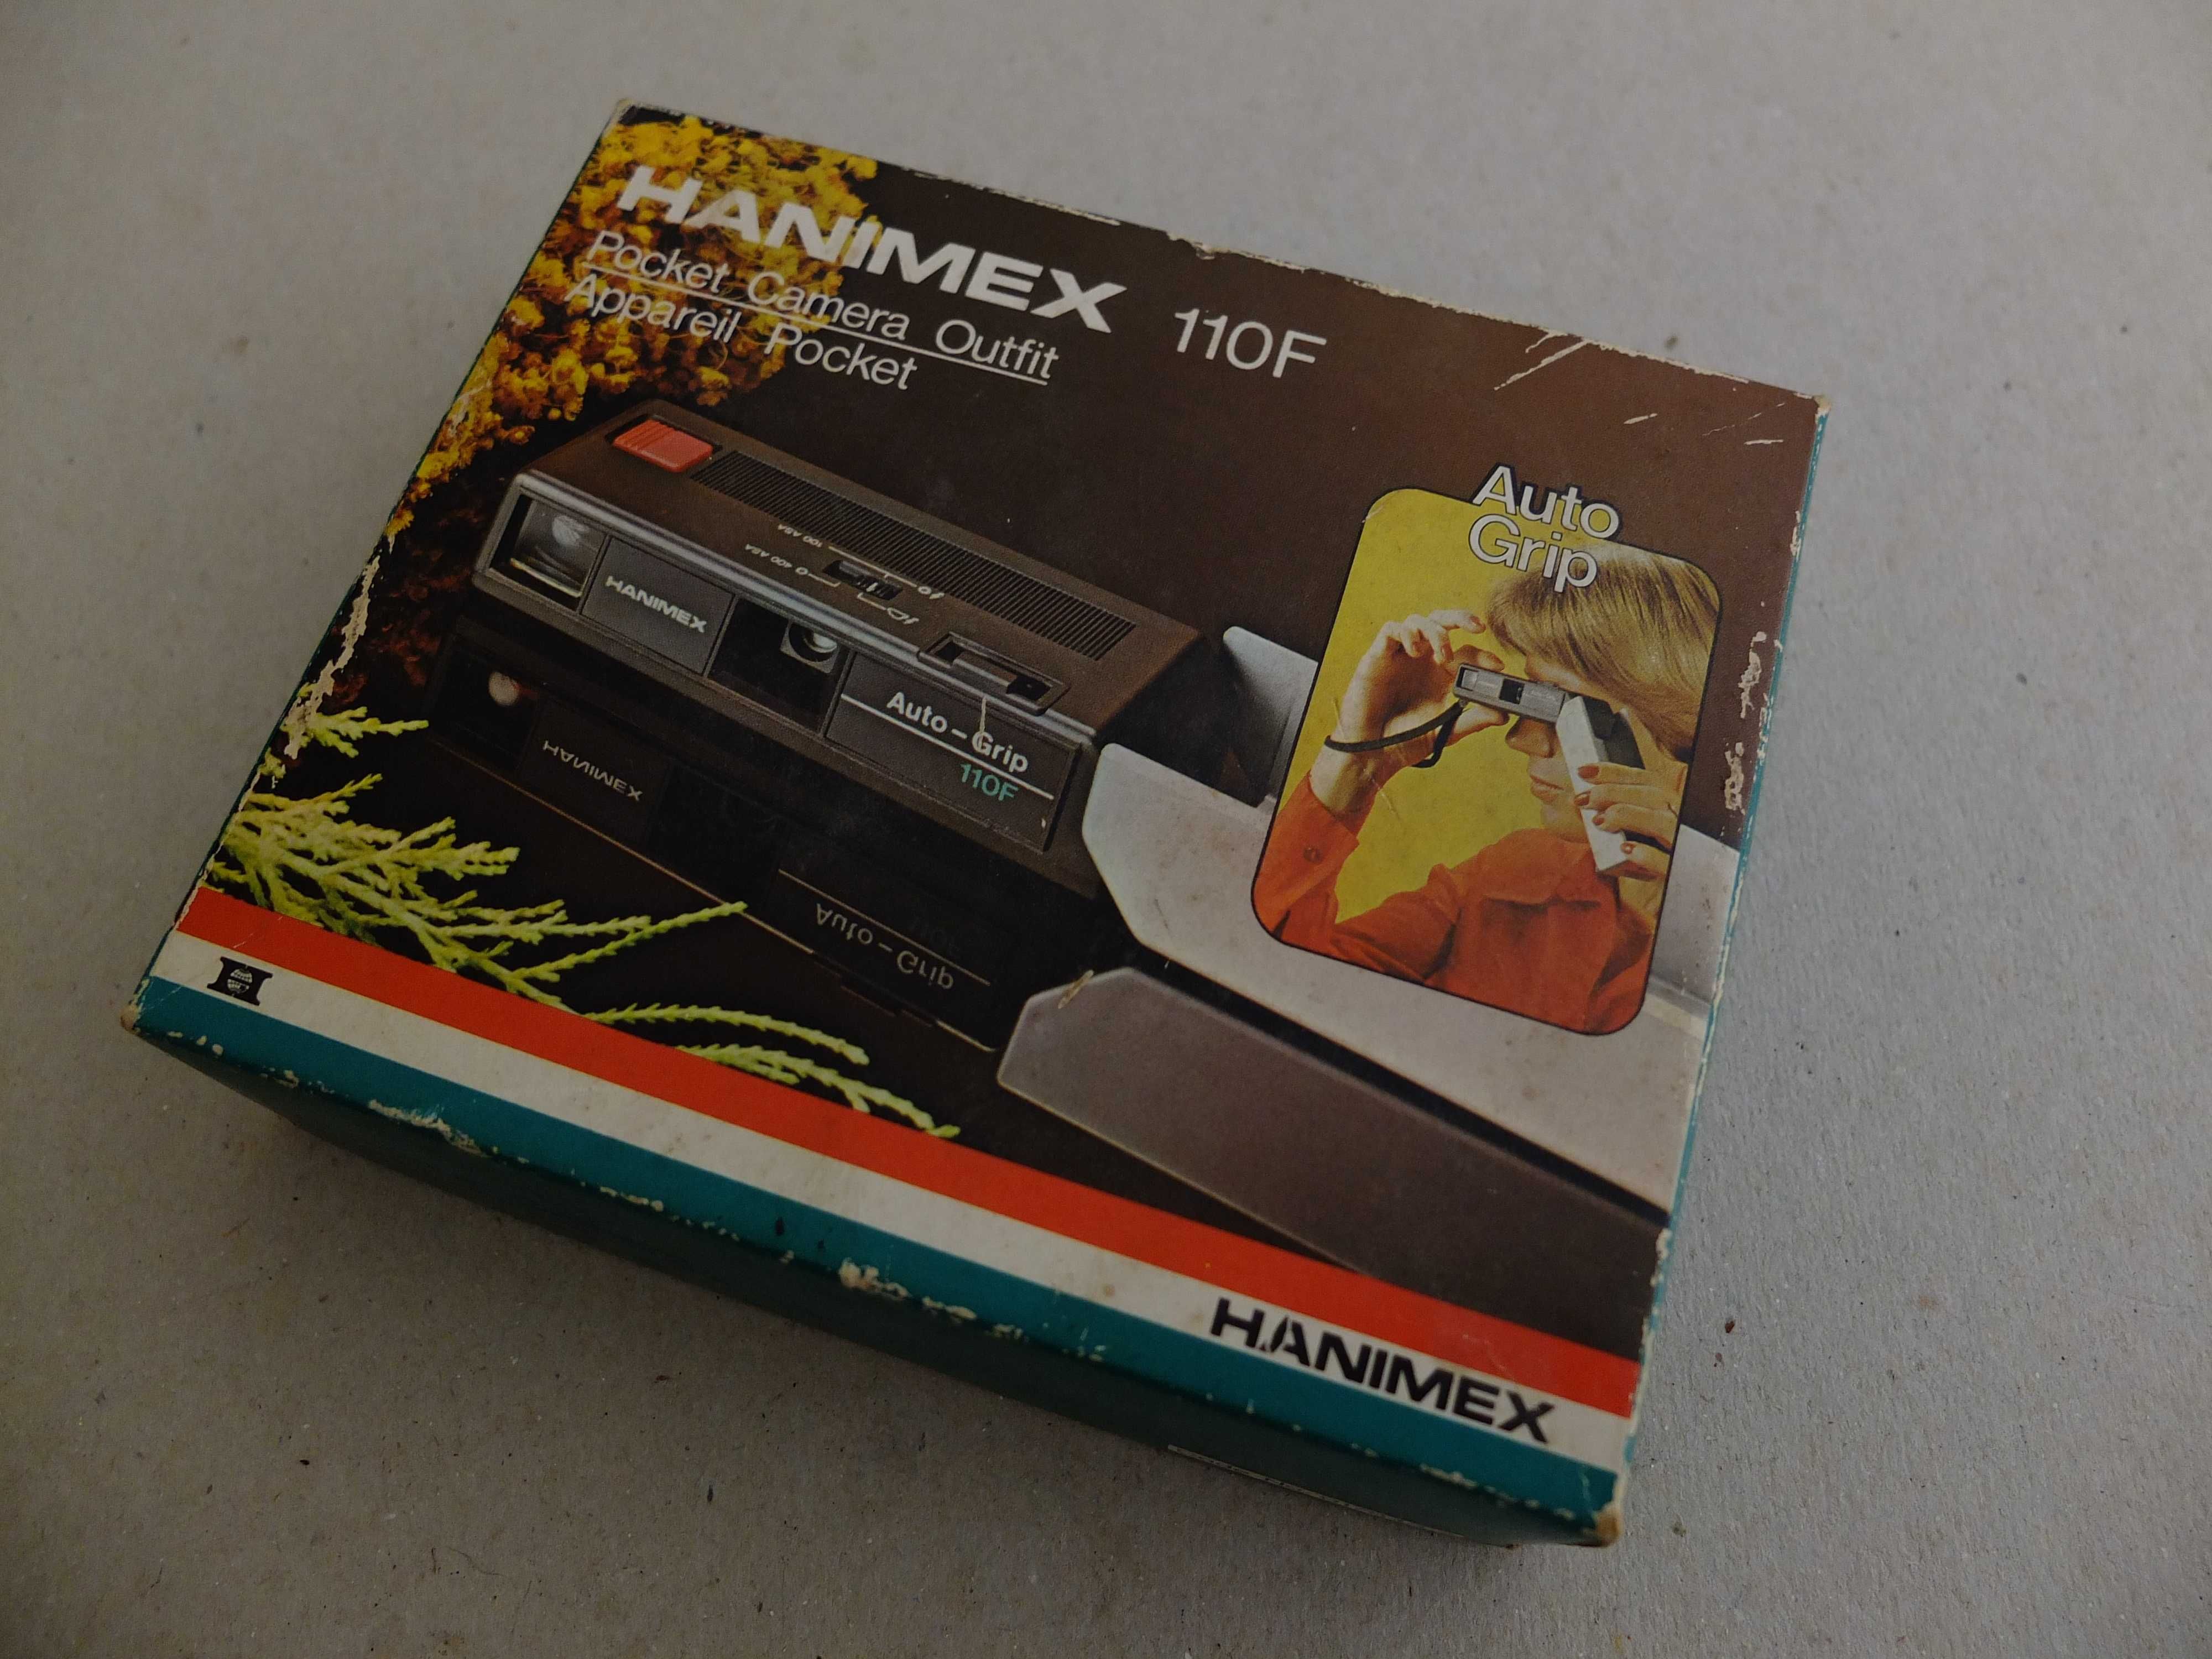 HANIMEX 110F
Pocket Camera Outfit
Appareil Pocket
Auto
Grip
100 ASA
400 ASA
HANIMEX
Auto-Grip
110F
HANIMEX
Auto-Grip
HANIMEX